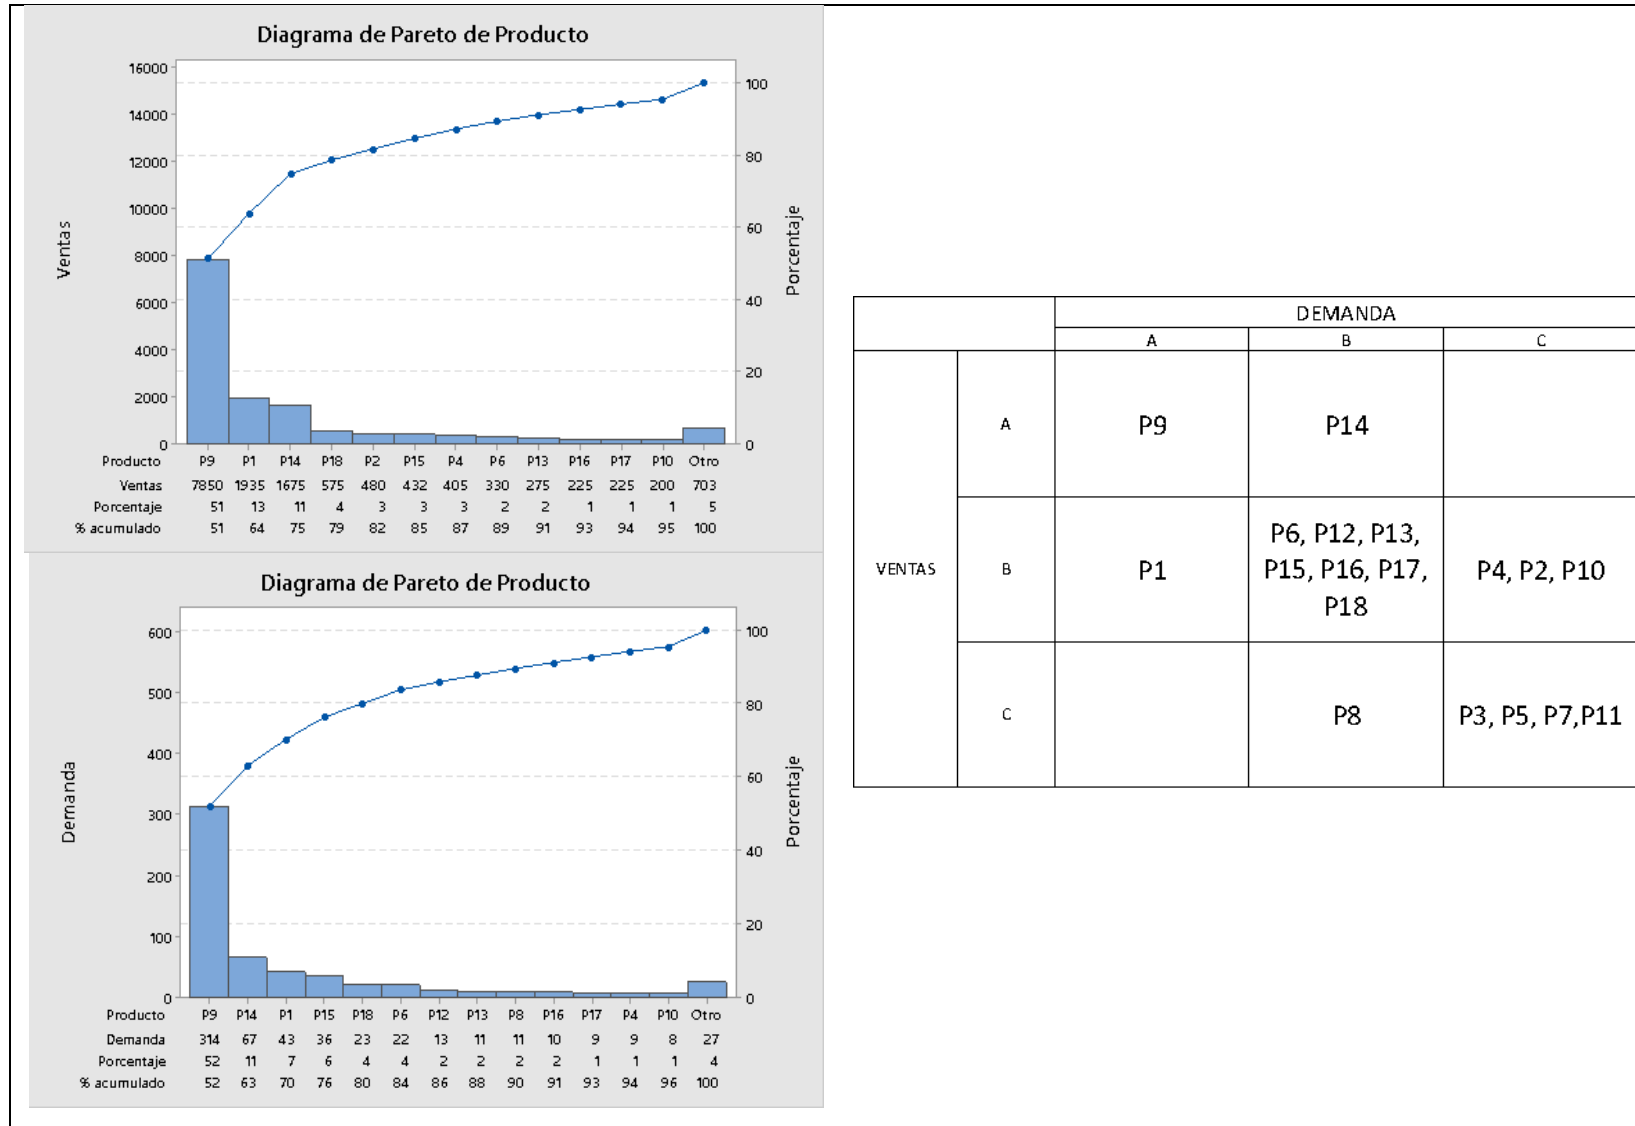 Diagrama de Pareto de Producto
16000
14000
12000
10000
8000
6000
4000
2000
0
Ventas
100
80
60
40
20
0
Porcentaje
Producto P9 P1 P14 P18 P2 P15 P4 P6 P13 P16 P17 P10 Otro
Ventas 7850 1935 1675 575 480 432 405 330 275 225 225 200 703
Porcentaje 51 13 11 4 3 3 3 2 2 1 1 1 5
% acumulado 51 64 75 79 82 85 87 89 91 93 94 95 100
Diagrama de Pareto de Producto
600
500
400
300
200
100
0
Demanda
100
80
60
40
20
0
Porcentaje
Producto P9 P14 P1 P15 P18 P6 P12 P13 P8 P16 P17 P4 P10 Otro
Demanda 314 67 43 36 23 22 13 11 11 10 9 9 8 27
Porcentaje 52 11 7 6 4 4 2 2 2 2 1 1 1 4
% acumulado 52 63 70 76 80 84 86 88 90 91 93 94 96 100
DEMANDA
A B C
VENTAS
A P9 P14
B P1 P6, P12, P13,
P15, P16, P17,
P18
P4, P2, P10
C P8 P3, P5, P7,P11